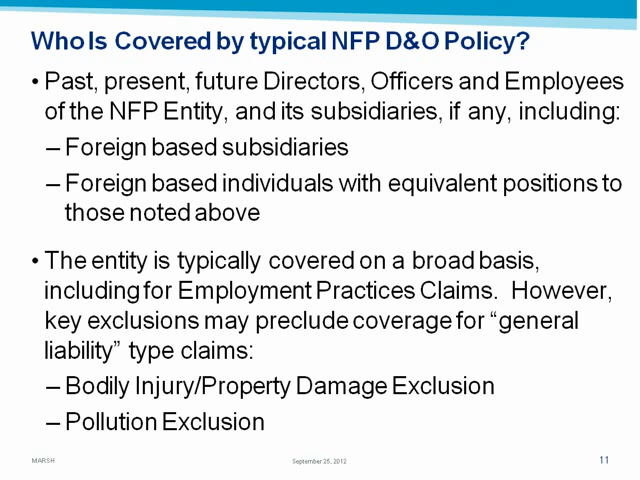 Who Is Covered by typical NFP D&O Policy?
• Past, present, future Directors, Officers and Employees
of the NFP Entity, and its subsidiaries, if any, including:
– Foreign based subsidiaries
– Foreign based individuals with equivalent positions to
those noted above
• The entity is typically covered on a broad basis,
including for Employment Practices Claims. However,
key exclusions may preclude coverage for “general
liability” type claims:
– Bodily Injury/Property Damage Exclusion
– Pollution Exclusion
MARSH
September 25, 2012
11